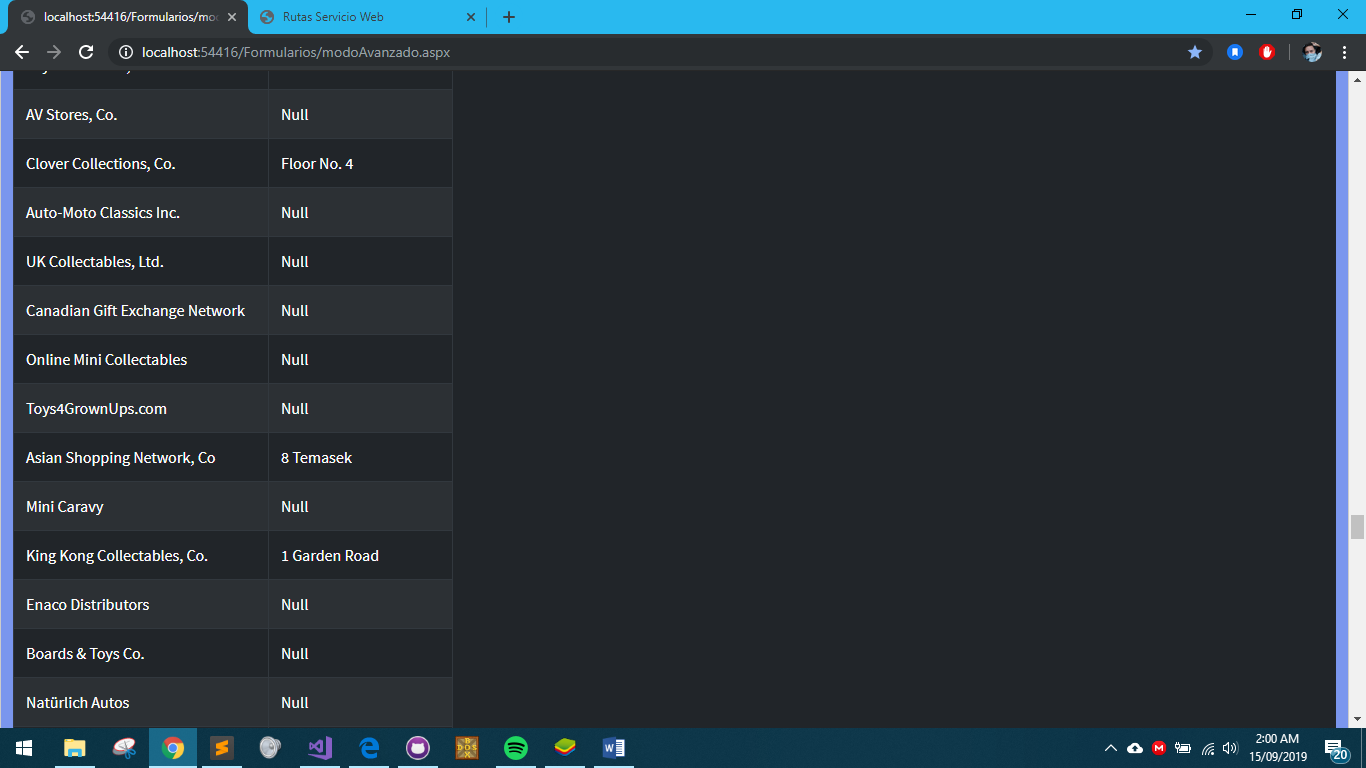 localhost:54416/Formularios/mod
Rutas Servicio Web
localhost:54416/Formularios/modoAvanzado.aspx
AV Stores, Co. Null
Clover Collections, Co. Floor No. 4
Auto-Moto Classics Inc. Null
UK Collectables, Ltd. Null
Canadian Gift Exchange Network Null
Online Mini Collectables Null
Toys4GrownUps.com Null
Asian Shopping Network, Co 8 Temasek
Mini Caravy Null
King Kong Collectables, Co. 1 Garden Road
Enaco Distributors Null
Boards & Toys Co. Null
Natürlich Autos Null
2:00 AM
15/09/2019
20